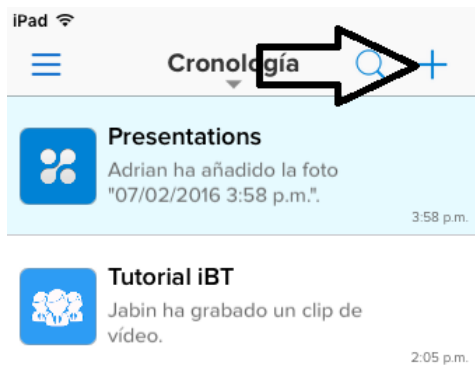 iPad
Cronología
Presentations
Adrian ha añadido la foto
"07/02/2016 3:58 p.m.".
3:58 p.m.
Tutorial iBT
Jabin ha grabado un clip de
vídeo.
2:05 p.m.